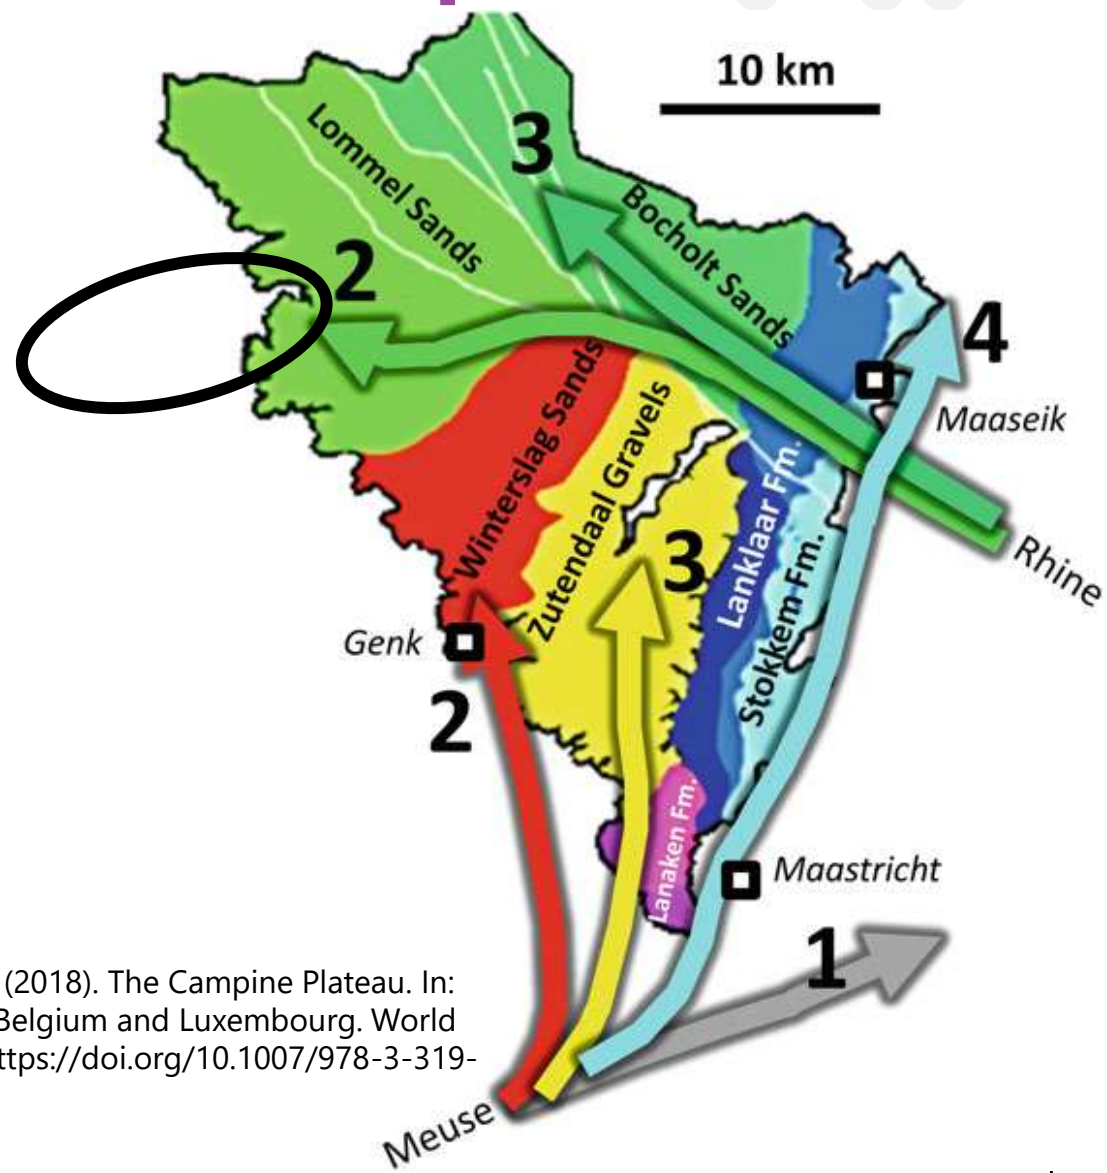 10 km
3
Lommel Sands
Bocholt Sands
2
4
Maaseik
Winterslag Sands
Zutendaal Gravels
Lanklaar Fm.
Rhine
3
Stokkem Fm.
Genk
2
Lanaken Fm.
Maastricht
1
(2018). The Campine Plateau. In:
Belgium and Luxembourg. World
ttps://doi.org/10.1007/978-3-319-
Meuse